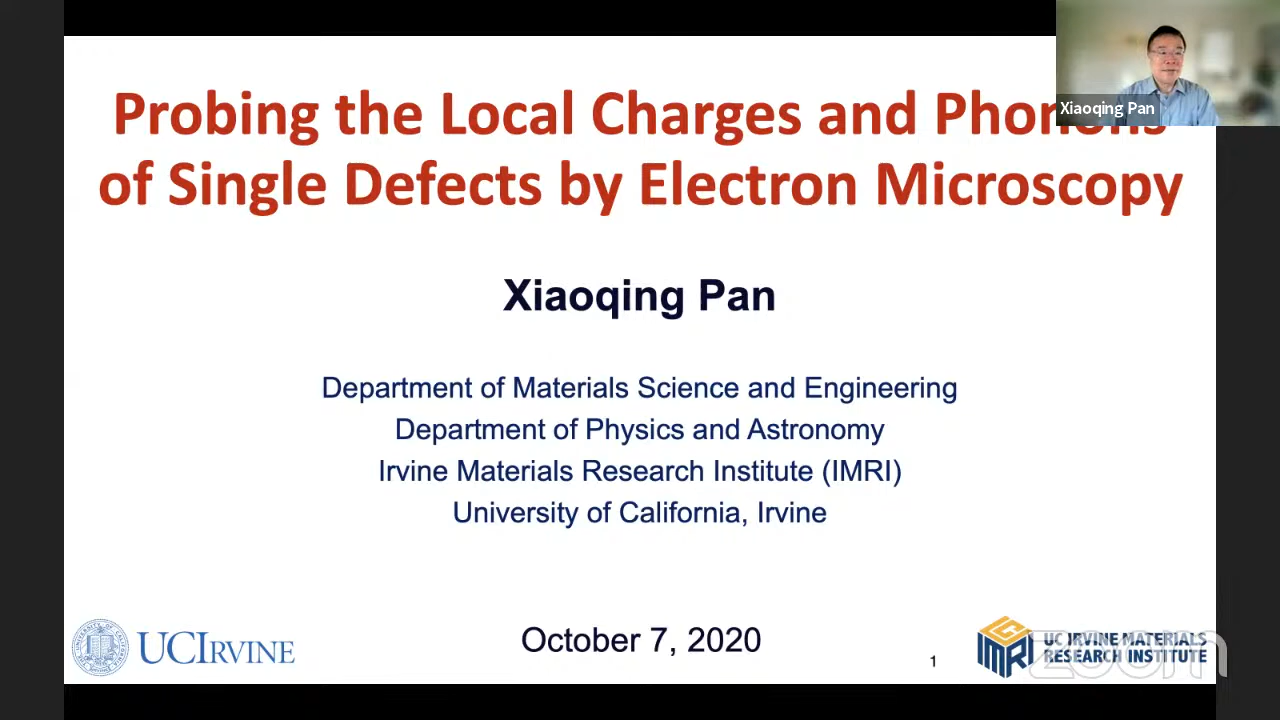 Probing the Local Charges and Phonons
of Single Defects by Electron Microscopy
Xiaoqing Pan
Xiaoqing Pan
Department of Materials Science and Engineering
Department of Physics and Astronomy
Irvine Materials Research Institute (IMRI)
University of California, Irvine
UCIRVINE
October 7, 2020
1
IMRI
UC IRVINE MATERIALS
RESEARCH INSTITUTE
zoom